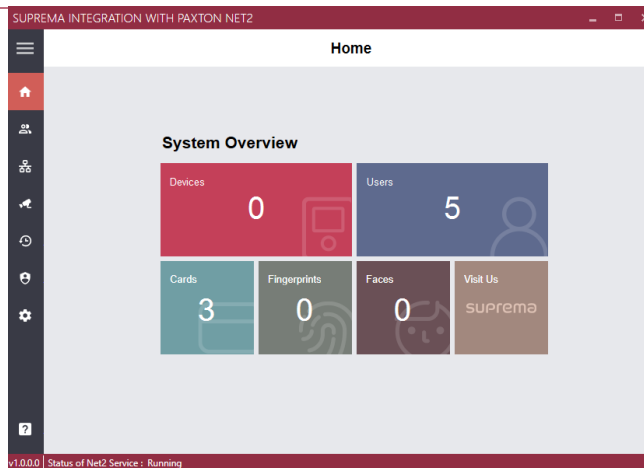 SUPREMA INTEGRATION WITH PAXTON NET2
Home
System Overview
Devices
0
Users
5
Cards
3
Fingerprints
0
Faces
0
Visit Us
suprema
?
v1.0.0.0 Status of Net2 Service : Running